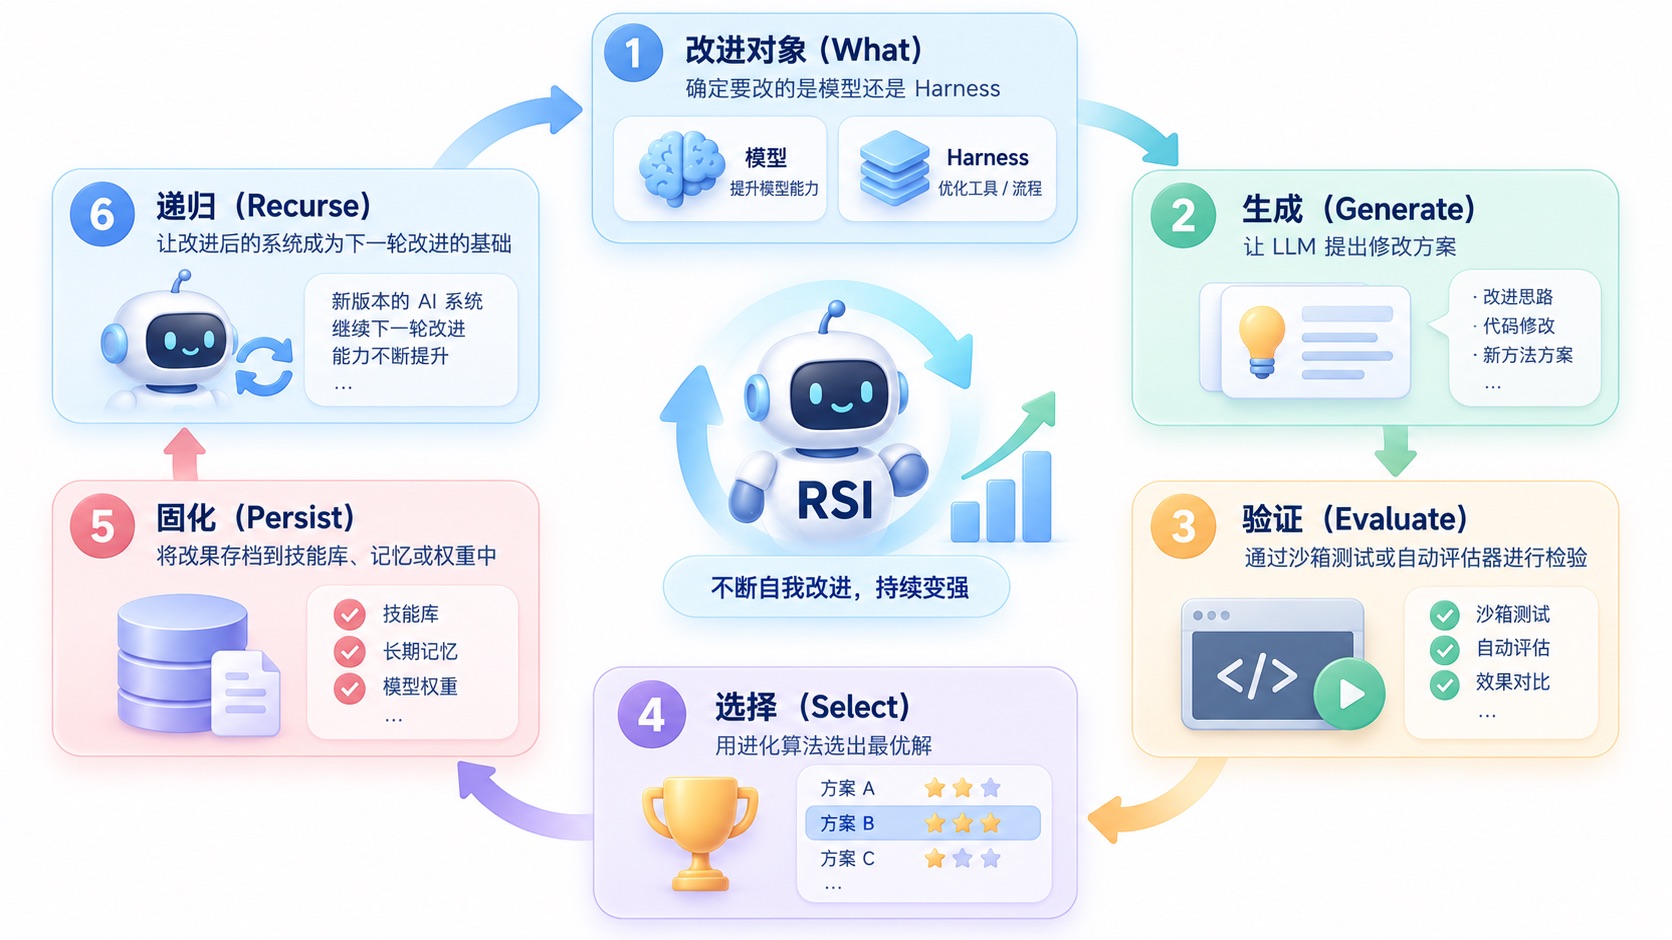 1
改进对象（What）
确定要改的是模型还是 Harness
模型
提升模型能力
Harness
优化工具 / 流程
2
生成（Generate）
让 LLM 提出修改方案
· 改进思路
· 代码修改
· 新方法方案
...
3
验证（Evaluate）
通过沙箱测试或自动评估器进行检验
</>
沙箱测试
自动评估
效果对比
...
4
选择（Select）
用进化算法选出最优解
方案 A
方案 B
方案 C
...
5
固化（Persist）
将改果存档到技能库、记忆或权重中
技能库
长期记忆
模型权重
...
6
递归（Recurse）
让改进后的系统成为下一轮改进的基础
新版本的 AI 系统
继续下一轮改进
能力不断提升
...
RSI
不断自我改进，持续变强